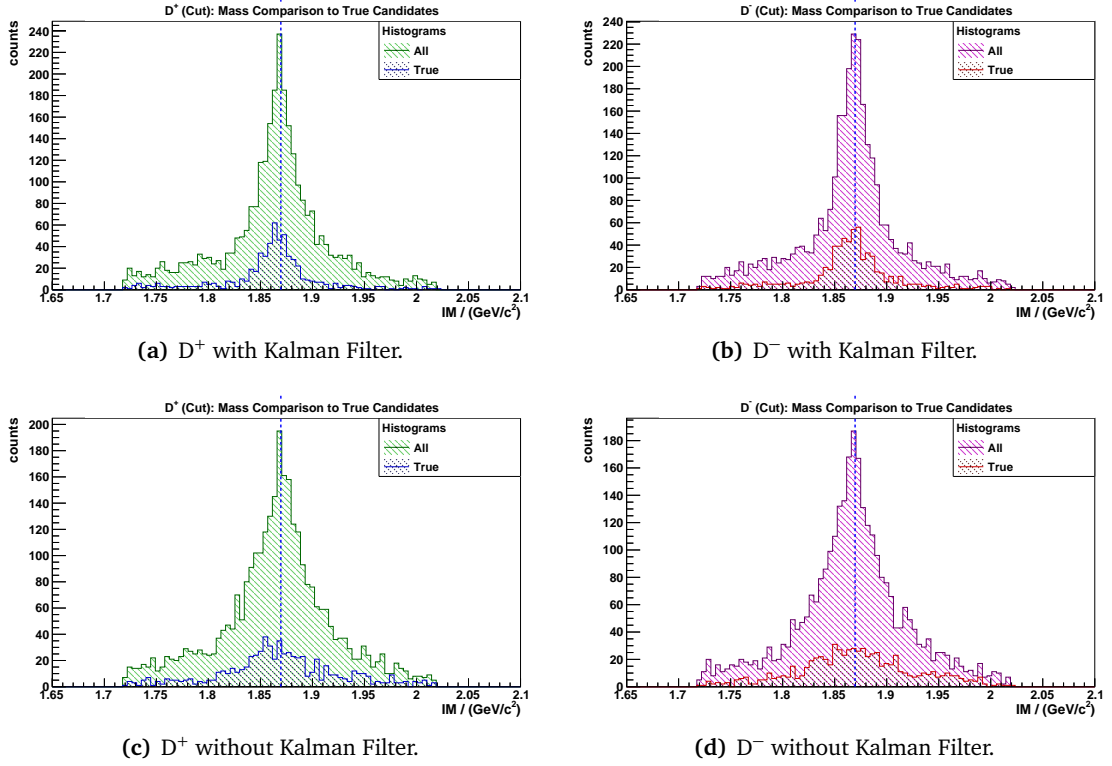 D⁺ (Cut): Mass Comparison to True Candidates
counts
240
220
200
180
160
140
120
100
80
60
40
20
0
Histograms
All
True
1.65 1.7 1.75 1.8 1.85 1.9 1.95 2 2.05 2.1
IM / (GeV/c²)
(a) D⁺ with Kalman Filter.
D⁻ (Cut): Mass Comparison to True Candidates
counts
240
220
200
180
160
140
120
100
80
60
40
20
0
Histograms
All
True
1.65 1.7 1.75 1.8 1.85 1.9 1.95 2 2.05 2.1
IM / (GeV/c²)
(b) D⁻ with Kalman Filter.
D⁺ (Cut): Mass Comparison to True Candidates
counts
200
180
160
140
120
100
80
60
40
20
0
Histograms
All
True
1.65 1.7 1.75 1.8 1.85 1.9 1.95 2 2.05 2.1
IM / (GeV/c²)
(c) D⁺ without Kalman Filter.
D⁻ (Cut): Mass Comparison to True Candidates
counts
180
160
140
120
100
80
60
40
20
0
Histograms
All
True
1.65 1.7 1.75 1.8 1.85 1.9 1.95 2 2.05 2.1
IM / (GeV/c²)
(d) D⁻ without Kalman Filter.